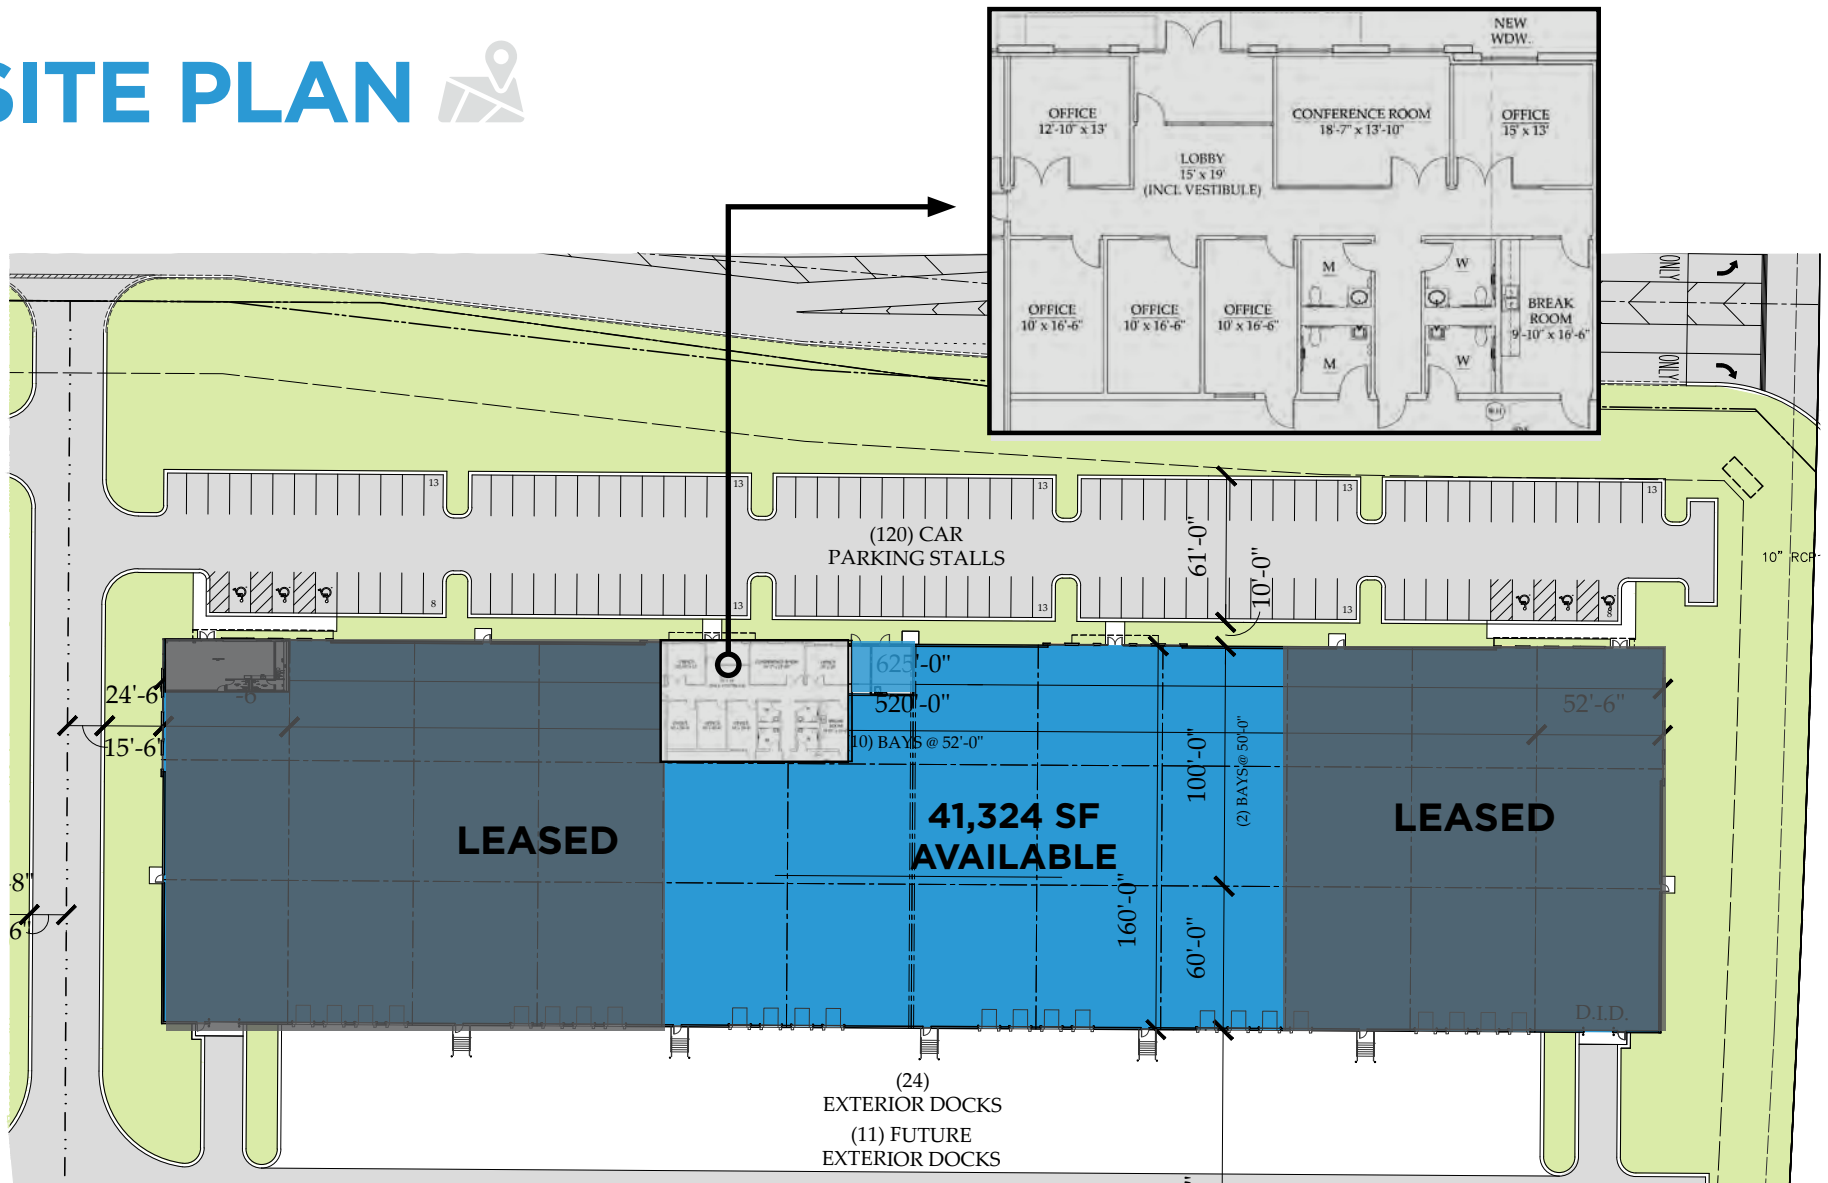 SITE PLAN
NEW
WDW.
OFFICE
12'-10" x 13'
CONFERENCE ROOM
18'-7" x 13'-10"
OFFICE
15' x 13'
LOBBY
15' x 19'
(INCL. VESTIBULE)
OFFICE
10' x 16'-6"
OFFICE
10' x 16'-6"
OFFICE
10' x 16'-6"
M
W
BREAK
ROOM
9'-10" x 16'-6"
M
W
ONLY
ONLY
13
13
13
13
13
(120) CAR
PARKING STALLS
61'-0"
10'-0"
10" RCP
8
13
13
13
625'-0"
24'-6
520'-0"
52'-6"
15'-6"
10) BAYS @ 52'-0"
100'-0"
(2) BAYS @ 50'-0"
LEASED
41,324 SF
AVAILABLE
LEASED
-8"
6"
160'-0"
60'-0"
D.I.D.
(24)
EXTERIOR DOCKS
(11) FUTURE
EXTERIOR DOCKS